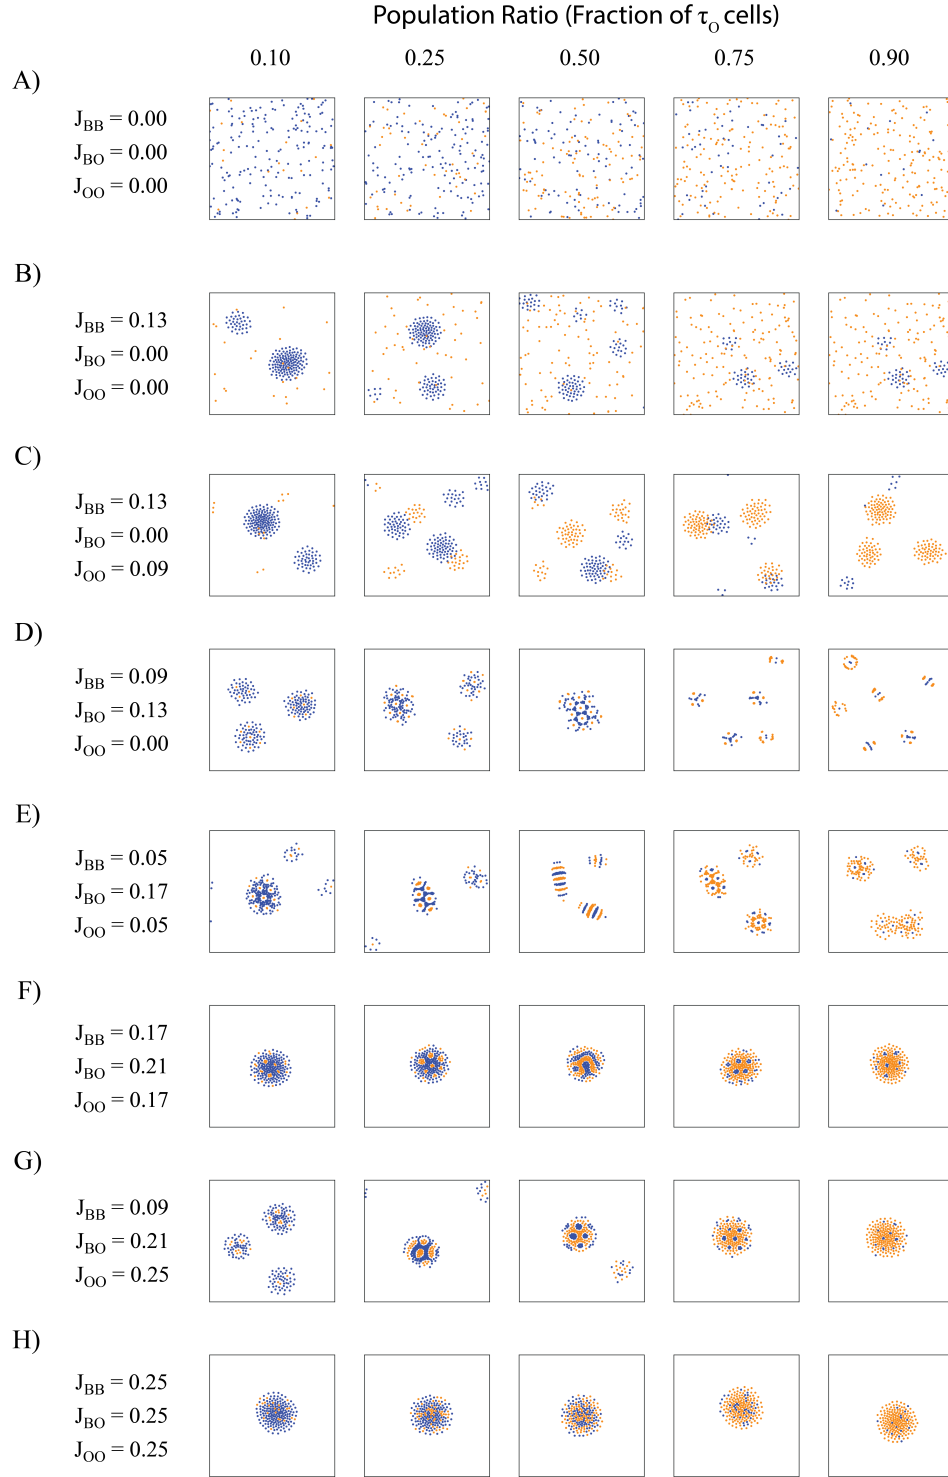 Population Ratio (Fraction of τO cells)
0.10 0.25 0.50 0.75 0.90
A)
JBB = 0.00
JBO = 0.00
JOO = 0.00
B)
JBB = 0.13
JBO = 0.00
JOO = 0.00
C)
JBB = 0.13
JBO = 0.00
JOO = 0.09
D)
JBB = 0.09
JBO = 0.13
JOO = 0.00
E)
JBB = 0.05
JBO = 0.17
JOO = 0.05
F)
JBB = 0.17
JBO = 0.21
JOO = 0.17
G)
JBB = 0.09
JBO = 0.21
JOO = 0.25
H)
JBB = 0.25
JBO = 0.25
JOO = 0.25